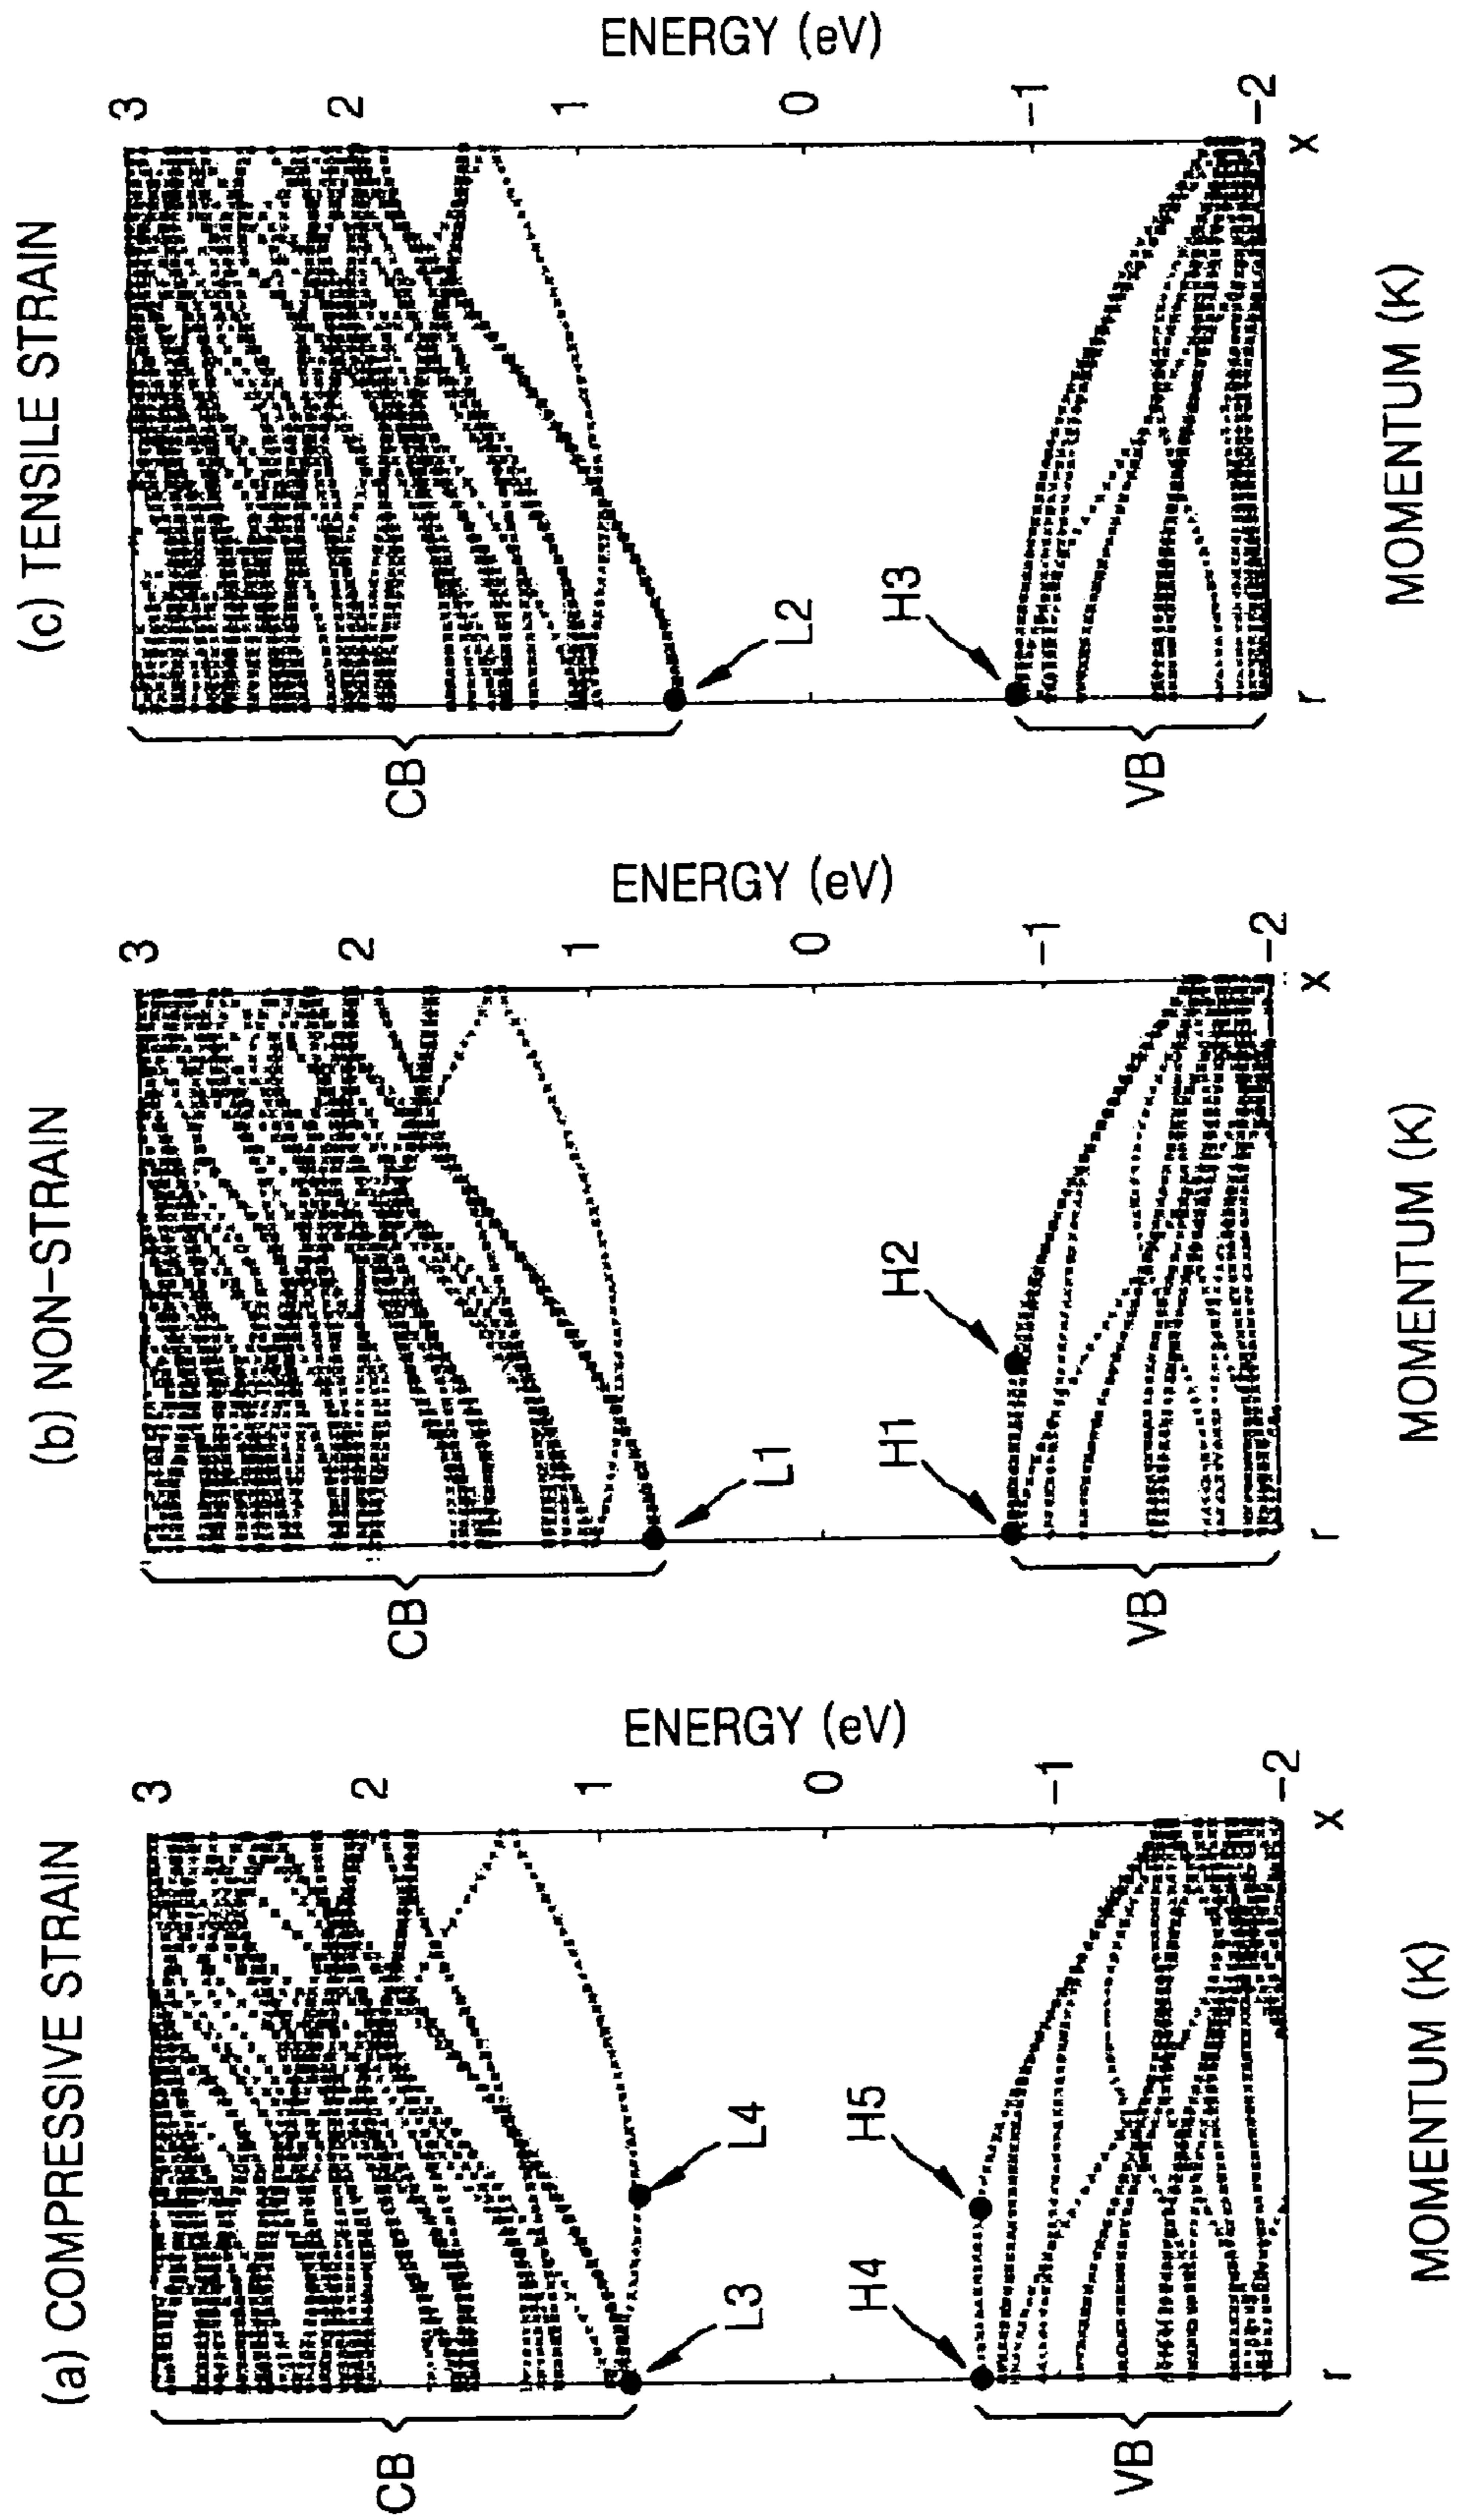 (a) COMPRESSIVE STRAIN
CB
VB
3
2
1
0
-1
-2
ENERGY (eV)
L3
L4
H4
H5
r
x
MOMENTUM (K)
(b) NON-STRAIN
CB
VB
3
2
1
0
-1
-2
ENERGY (eV)
L1
H1
H2
r
x
MOMENTUM (K)
(c) TENSILE STRAIN
CB
VB
3
2
1
0
-1
-2
ENERGY (eV)
L2
H3
r
x
MOMENTUM (K)